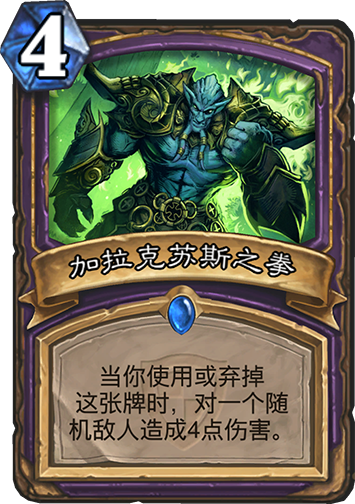 4
加拉克苏斯之拳
当你使用或弃掉
这张牌时，对一个随
机敌人造成4点伤害。